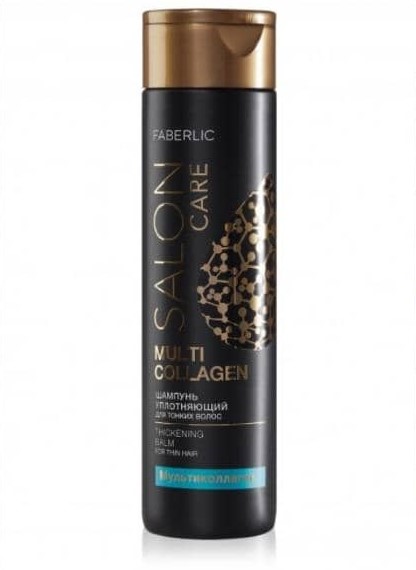 FABERLIC
SALON
CARE
MULTI
COLLAGEN
ШАМПУНЬ
УПЛОТНЯЮЩИЙ
ДЛЯ ТОНКИХ ВОЛОС
THICKENING
BALM
FOR THIN HAIR
Мультиколлаген